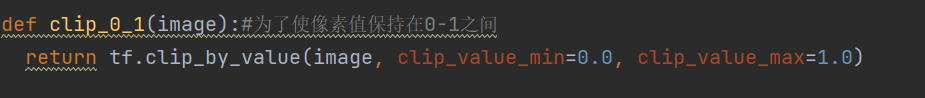 def clip_0_1(image):#为了使像素值保持在0-1之间
  return tf.clip_by_value(image, clip_value_min=0.0, clip_value_max=1.0)